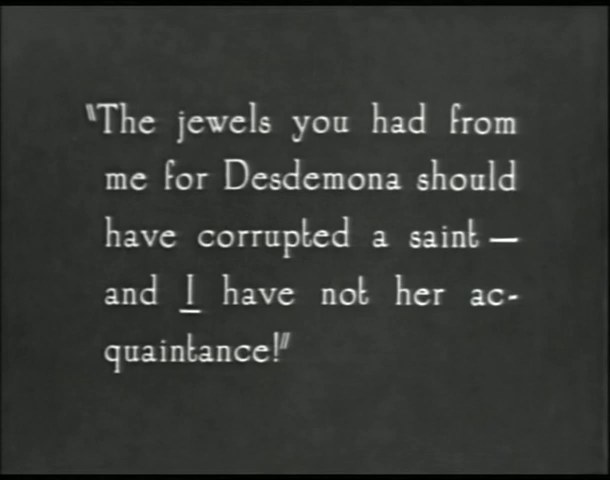 "The jewels you had from
me for Desdemona should
have corrupted a saint —
and I have not her ac-
quaintance!"